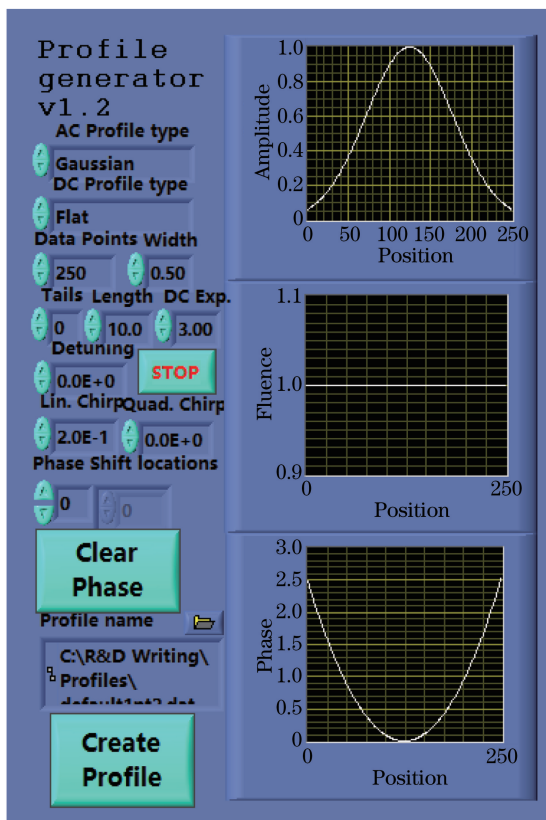 Profile
generator
v1.2
AC Profile type
Gaussian
DC Profile type
Flat
Data Points Width
250 0.50
Tails Length DC Exp.
0 10.0 3.00
Detuning
0.0E+0 STOP
Lin. Chirp Quad. Chirp
2.0E-1 0.0E+0
Phase Shift locations
0 0
Clear
Phase
Profile name
C:\R&D Writing\
Profiles\
default1pt2.dat
Create
Profile
1.0
0.8
0.6
0.4
0.2
0
Amplitude
0 50 100 150 200 250
Position
1.1
1.0
0.9
Fluence
0 250
Position
3.0
2.5
2.0
1.5
1.0
0.5
0
Phase
0 250
Position